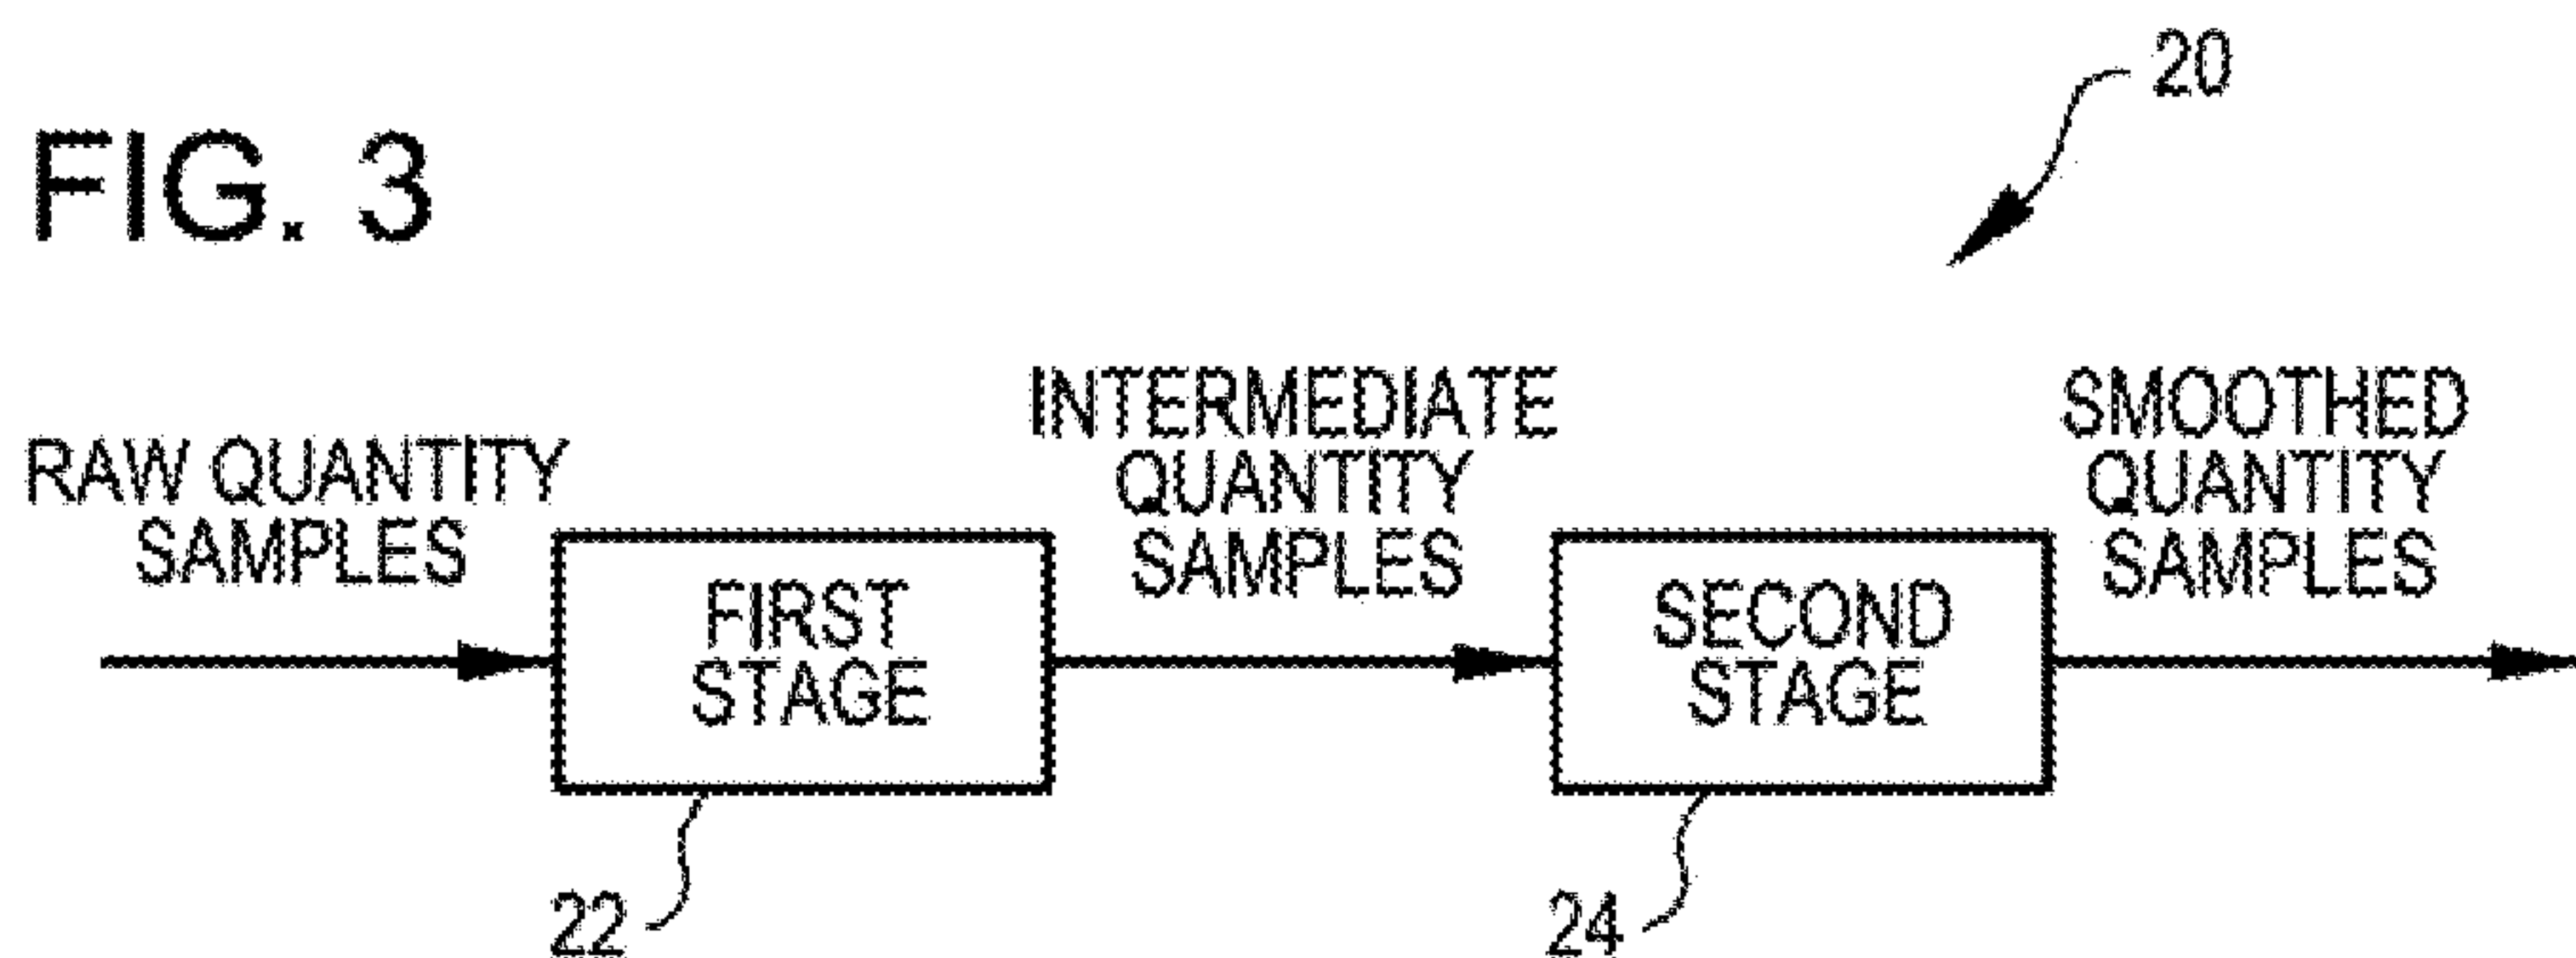 FIG. 3
20
RAW QUANTITY
SAMPLES
INTERMEDIATE
QUANTITY
SAMPLES
SMOOTHED
QUANTITY
SAMPLES
FIRST
STAGE
SECOND
STAGE
22
24